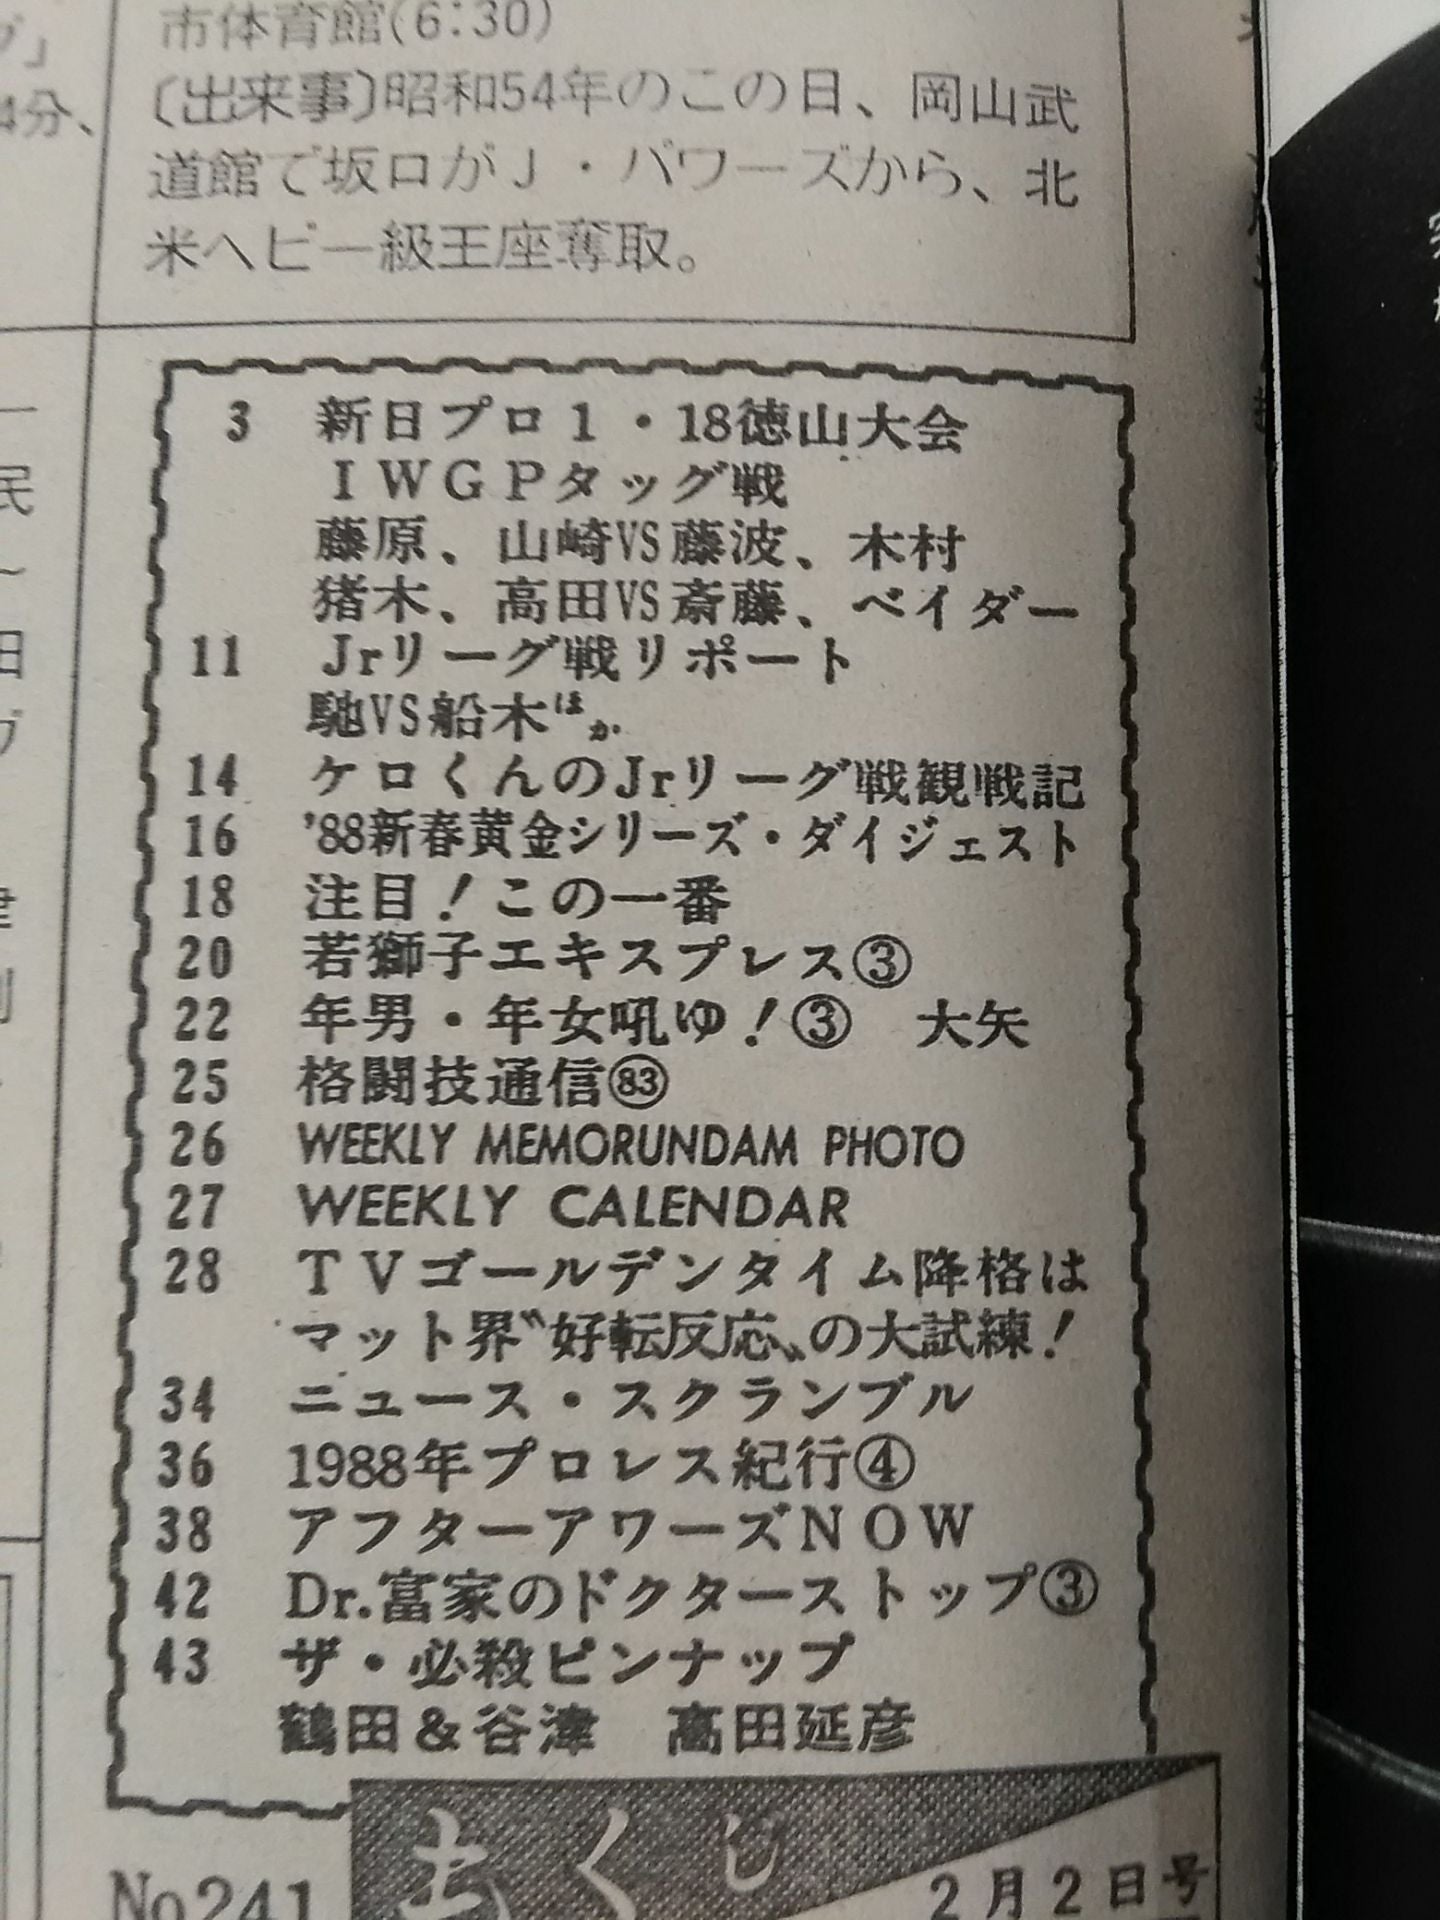 市体育館(6:30)
〔出来事〕昭和54年のこの日、岡山武
道館で坂口がJ・パワーズから、北
米ヘビー級王座奪取。
3 新日プロ1・18徳山大会
IWGPタッグ戦
藤原、山崎VS藤波、木村
猪木、高田VS斎藤、ベイダー
11 Jrリーグ戦リポート
馳VS船木ほか
14 ケロくんのJrリーグ戦観戦記
16 '88新春黄金シリーズ・ダイジェスト
18 注目！この一番
20 若獅子エキスプレス③
22 年男・年女吼ゆ！③ 大矢
25 格闘技通信㊃
26 WEEKLY MEMORUNDAM PHOTO
27 WEEKLY CALENDAR
28 TVゴールデンタイム降格は
マット界〝好転反応〟の大試練！
34 ニュース・スクランブル
36 1988年プロレス紀行④
38 アフターアワーズNOW
42 Dr.富家のドクターストップ③
43 ザ・必殺ピンナップ
鶴田&谷津 高田延彦
もくじ
No241
2月2日号